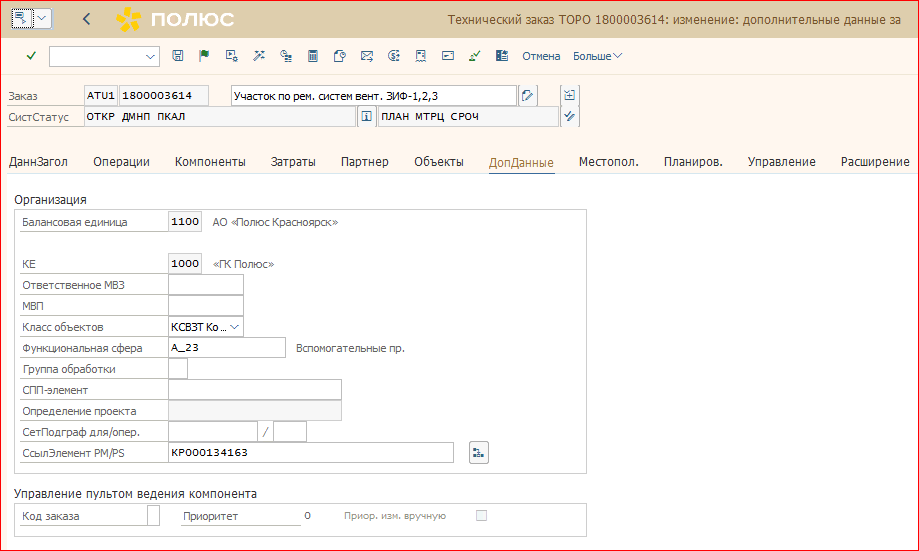 ПОЛЮС
Технический заказ ТОРО 1800003614: изменение: дополнительные данные за
Отмена Больше
Заказ ATU1 1800003614 Участок по рем. систем вент. ЗИФ-1,2,3
СистСтатус ОТКР ДМНП ПКАЛ ПЛАН МТРЦ СРОЧ
ДаннЗагол Операции Компоненты Затраты Партнер Объекты ДопДанные Местопол. Планиров. Управление Расширение
Организация
Балансовая единица 1100 АО «Полюс Красноярск»
КЕ 1000 «ГК Полюс»
Ответственное МВЗ
МВП
Класс объектов КСВЗТ Ко ...
Функциональная сфера A_23 Вспомогательные пр.
Группа обработки
СПП-элемент
Определение проекта
СетПодграф для/опер. /
СсылЭлемент PM/PS KP000134163
Управление пультом ведения компонента
Код заказа Приоритет 0 Приор. изм. вручную